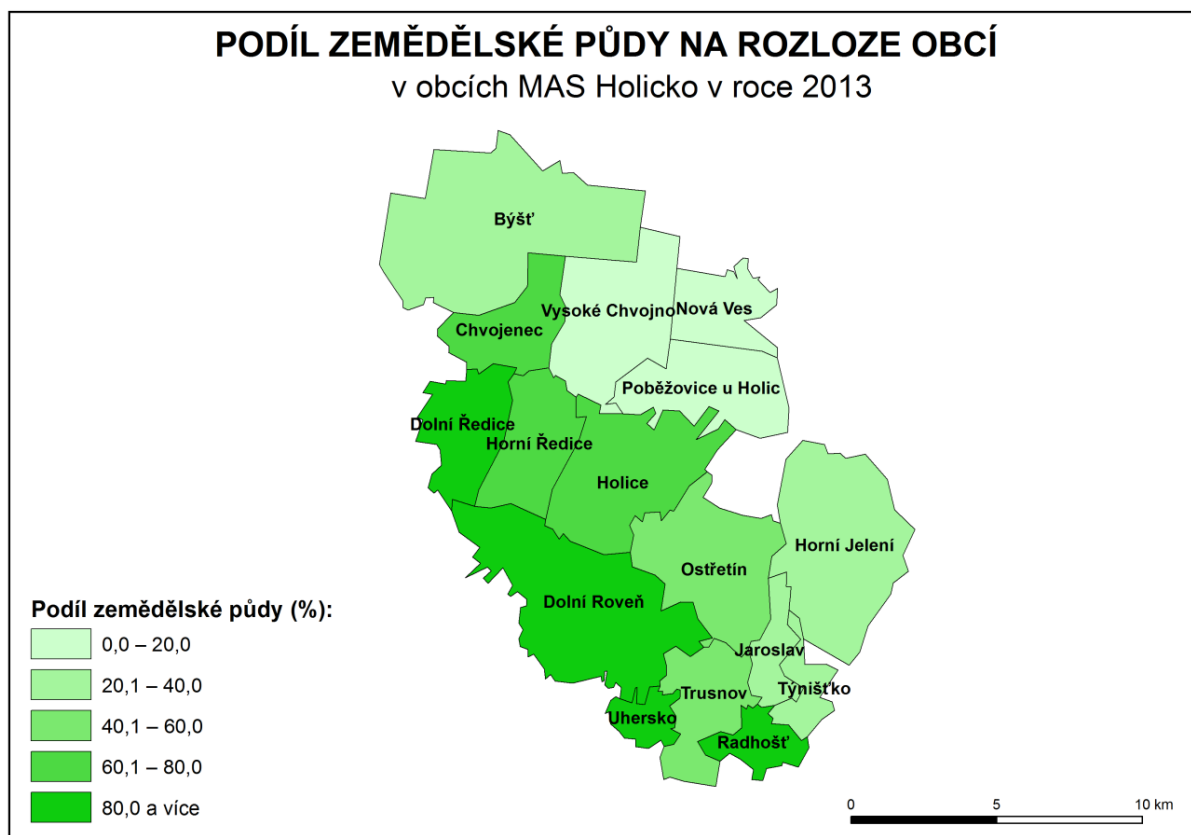 PODÍL ZEMĚDĚLSKÉ PŮDY NA ROZLOZE OBCÍ
v obcích MAS Holicko v roce 2013
Býšť
Vysoké Chvojno
Nová Ves
Chvojenec
Poběžovice u Holic
Dolní Ředice
Horní Ředice
Holice
Horní Jelení
Ostřetín
Dolní Roveň
Jaroslav
Týnišťko
Trusnov
Uhersko
Radhošť
Podíl zemědělské půdy (%):
0,0 – 20,0
20,1 – 40,0
40,1 – 60,0
60,1 – 80,0
80,0 a více
0 5 10 km